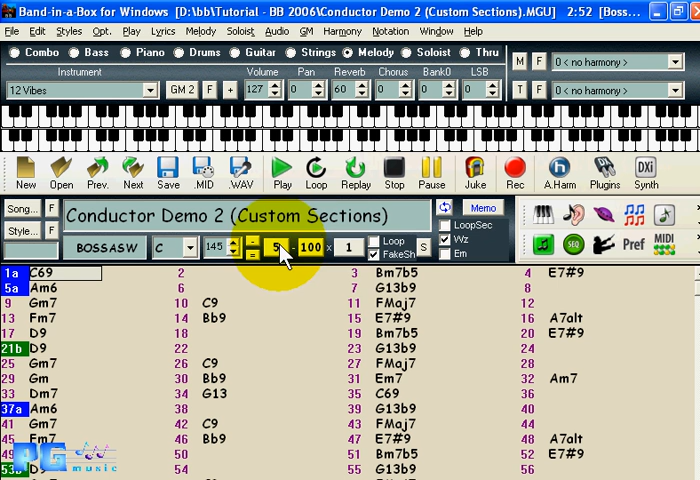 Band-in-a-Box for Windows [D:\bb\Tutorial - BB 2006\Conductor Demo 2 (Custom Sections).MGU] 2:52 [Boss...
File Edit Styles Opt. Play Lyrics Melody Soloist Audio GM Harmony Notation Window Help
Combo Bass Piano Drums Guitar Strings Melody Soloist Thru
Instrument Volume Pan Reverb Chorus Bank0 LSB
M F 0 < no harmony >
12 Vibes GM 2 F + 127 0 60 0 0 0
T F 0 < no harmony >
New Open Prev. Next Save .MID .WAV Play Loop Replay Stop Pause Juke Rec A.Harm Plugins Synth
Song... F Conductor Demo 2 (Custom Sections) Memo
LoopSec
Style... F BOSSASW C 145 - = 5 - 100 x 1 Loop FakeSh S Wz Em
SEQ Pref MIDI
1a C69 2 3 Bm7b5 4 E7#9
5a Am6 6 7 G13b9 8
9 Gm7 10 C9 11 FMaj7 12
13 Fm7 14 Bb9 15 E7#9 16 A7alt
17 D9 18 19 Bm7b5 20 E7#9
21b D9 22 23 G13b9 24
25 Gm7 26 C9 27 FMaj7 28
29 Gm 30 Bb9 31 Em7 32 Am7
33 Dm7 34 G13 35 C69 36
37a Am6 38 39 G13b9 40
41 Gm7 42 C9 43 FMaj7 44
45 Fm7 46 Bb9 47 E7#9 48 A7alt
49 50 51 Bm7b5 52 E7#9
53b D9 54 55 G13b9 56
PG music